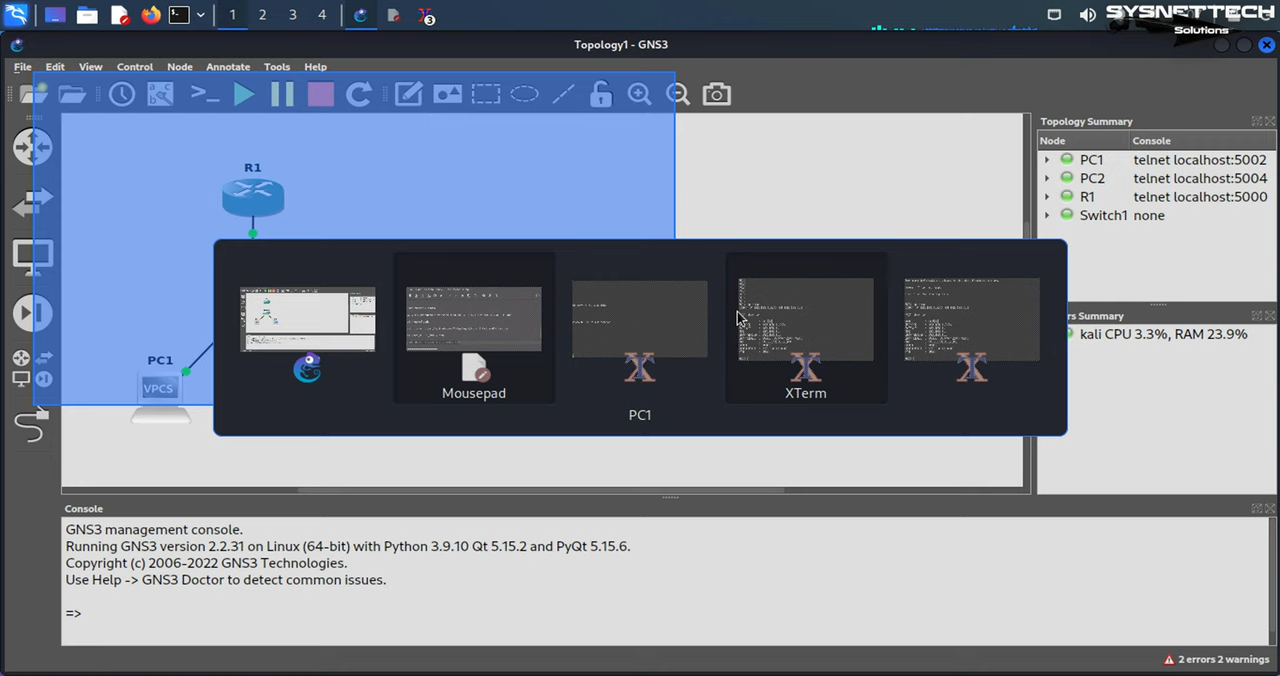 1 2 3 4
3
SYSNETTECH
Solutions
Topology1 - GNS3
File Edit View Control Node Annotate Tools Help
Topology Summary
Node Console
PC1 telnet localhost:5002
PC2 telnet localhost:5004
R1 telnet localhost:5000
Switch1 none
R1
PC1
VPCS
Mousepad
XTerm
PC1
rs Summary
kali CPU 3.3%, RAM 23.9%
Console
GNS3 management console.
Running GNS3 version 2.2.31 on Linux (64-bit) with Python 3.9.10 Qt 5.15.2 and PyQt 5.15.6.
Copyright (c) 2006-2022 GNS3 Technologies.
Use Help -> GNS3 Doctor to detect common issues.
=>
2 errors 2 warnings